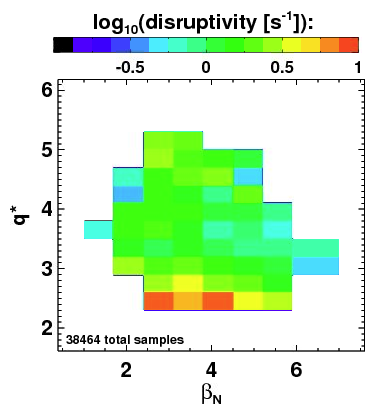 log₁₀(disruptivity [s⁻¹]):
-0.5 0 0.5 1
6
5
4
3
2
q*
38464 total samples
2 4 6
βN